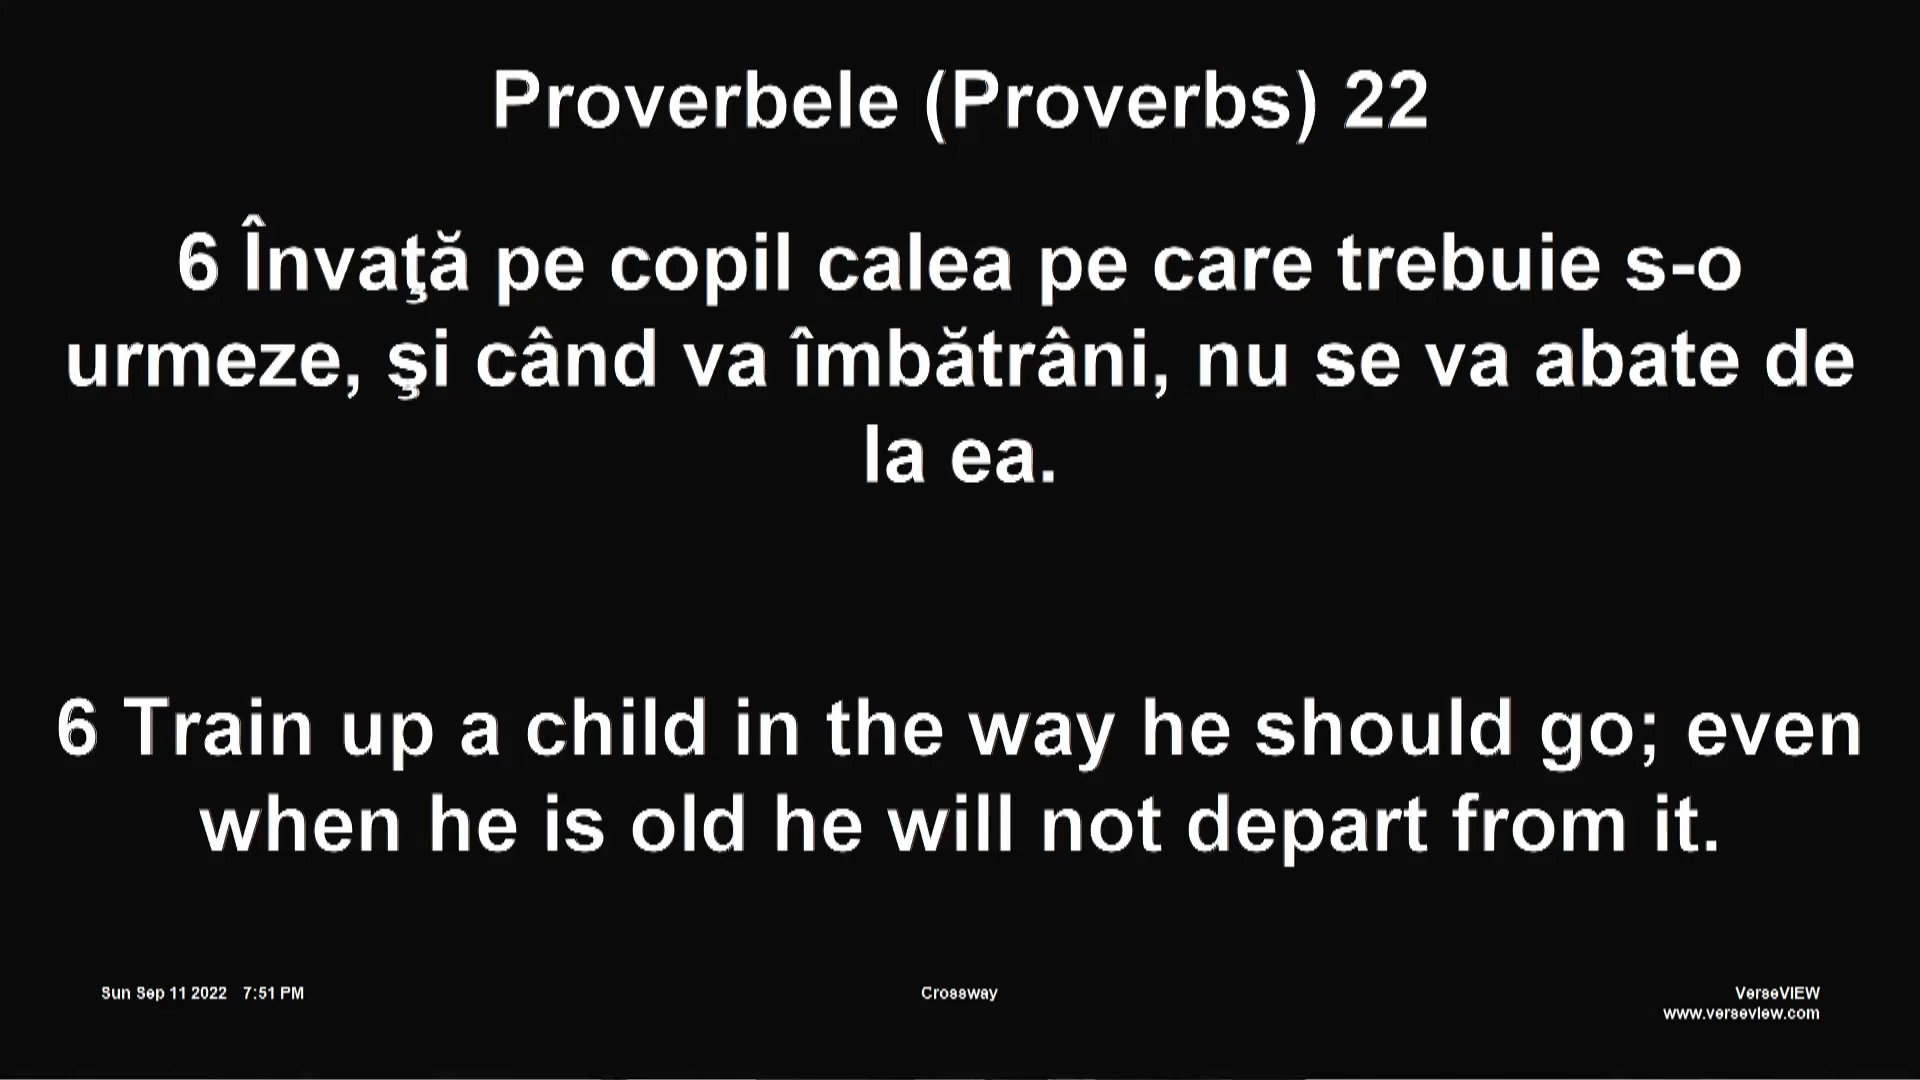 Proverbele (Proverbs) 22
6 Învaţă pe copil calea pe care trebuie s-o
urmeze, şi când va îmbătrâni, nu se va abate de
la ea.
6 Train up a child in the way he should go; even
when he is old he will not depart from it.
Sun Sep 11 2022 7:51 PM
Crossway
VerseVIEW
www.verseview.com